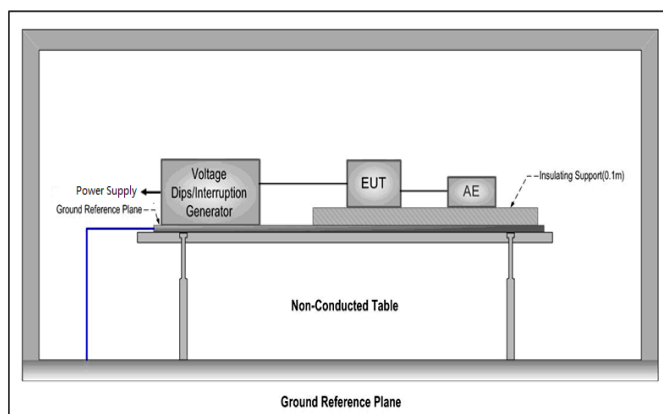 Voltage
Dips/Interruption
Generator
EUT
AE
Insulating Support(0.1m)
Power Supply
Ground Reference Plane
Non-Conducted Table
Ground Reference Plane